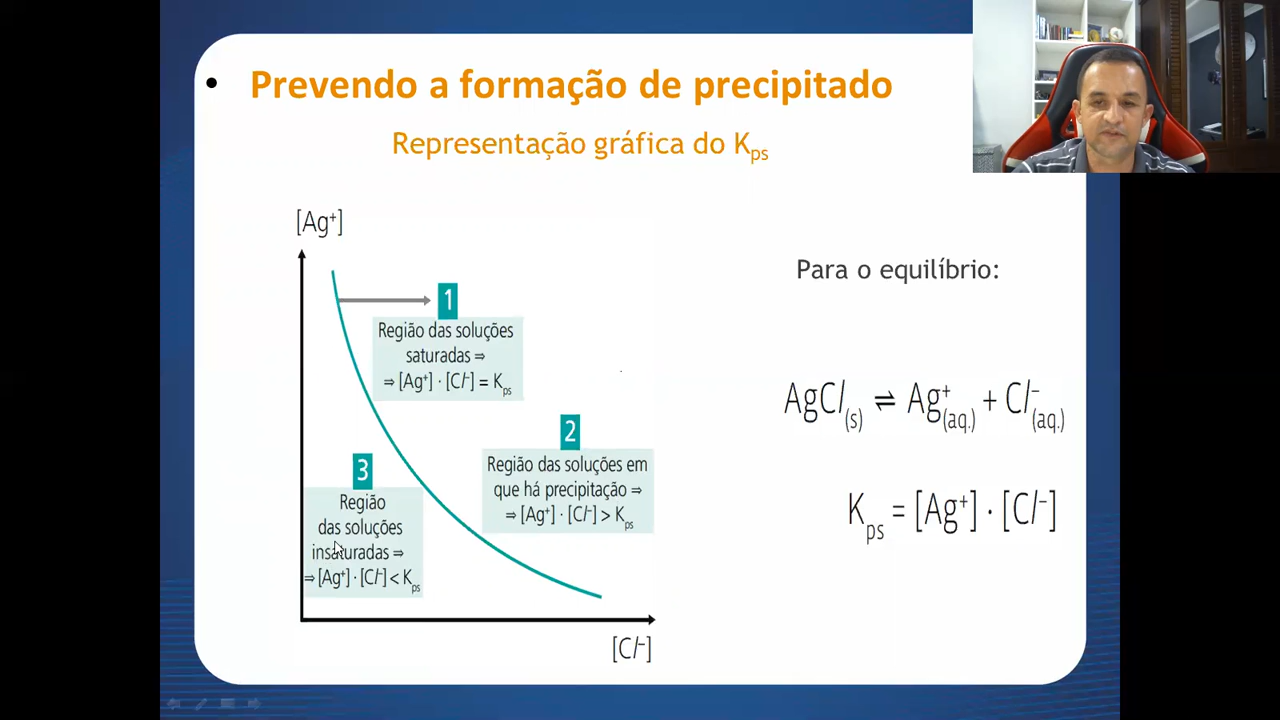 • Prevendo a formação de precipitado
Representação gráfica do Kps
[Ag⁺]
1
Região das soluções
saturadas ⇒
⇒ [Ag⁺] · [Cl⁻] = Kps
2
Região das soluções em
que há precipitação ⇒
⇒ [Ag⁺] · [Cl⁻] > Kps
3
Região
das soluções
insaturadas ⇒
⇒ [Ag⁺] · [Cl⁻] < Kps
[Cl⁻]
Para o equilíbrio:
AgCl(s) ⇌ Ag⁺(aq.) + Cl⁻(aq.)
Kps = [Ag⁺] · [Cl⁻]